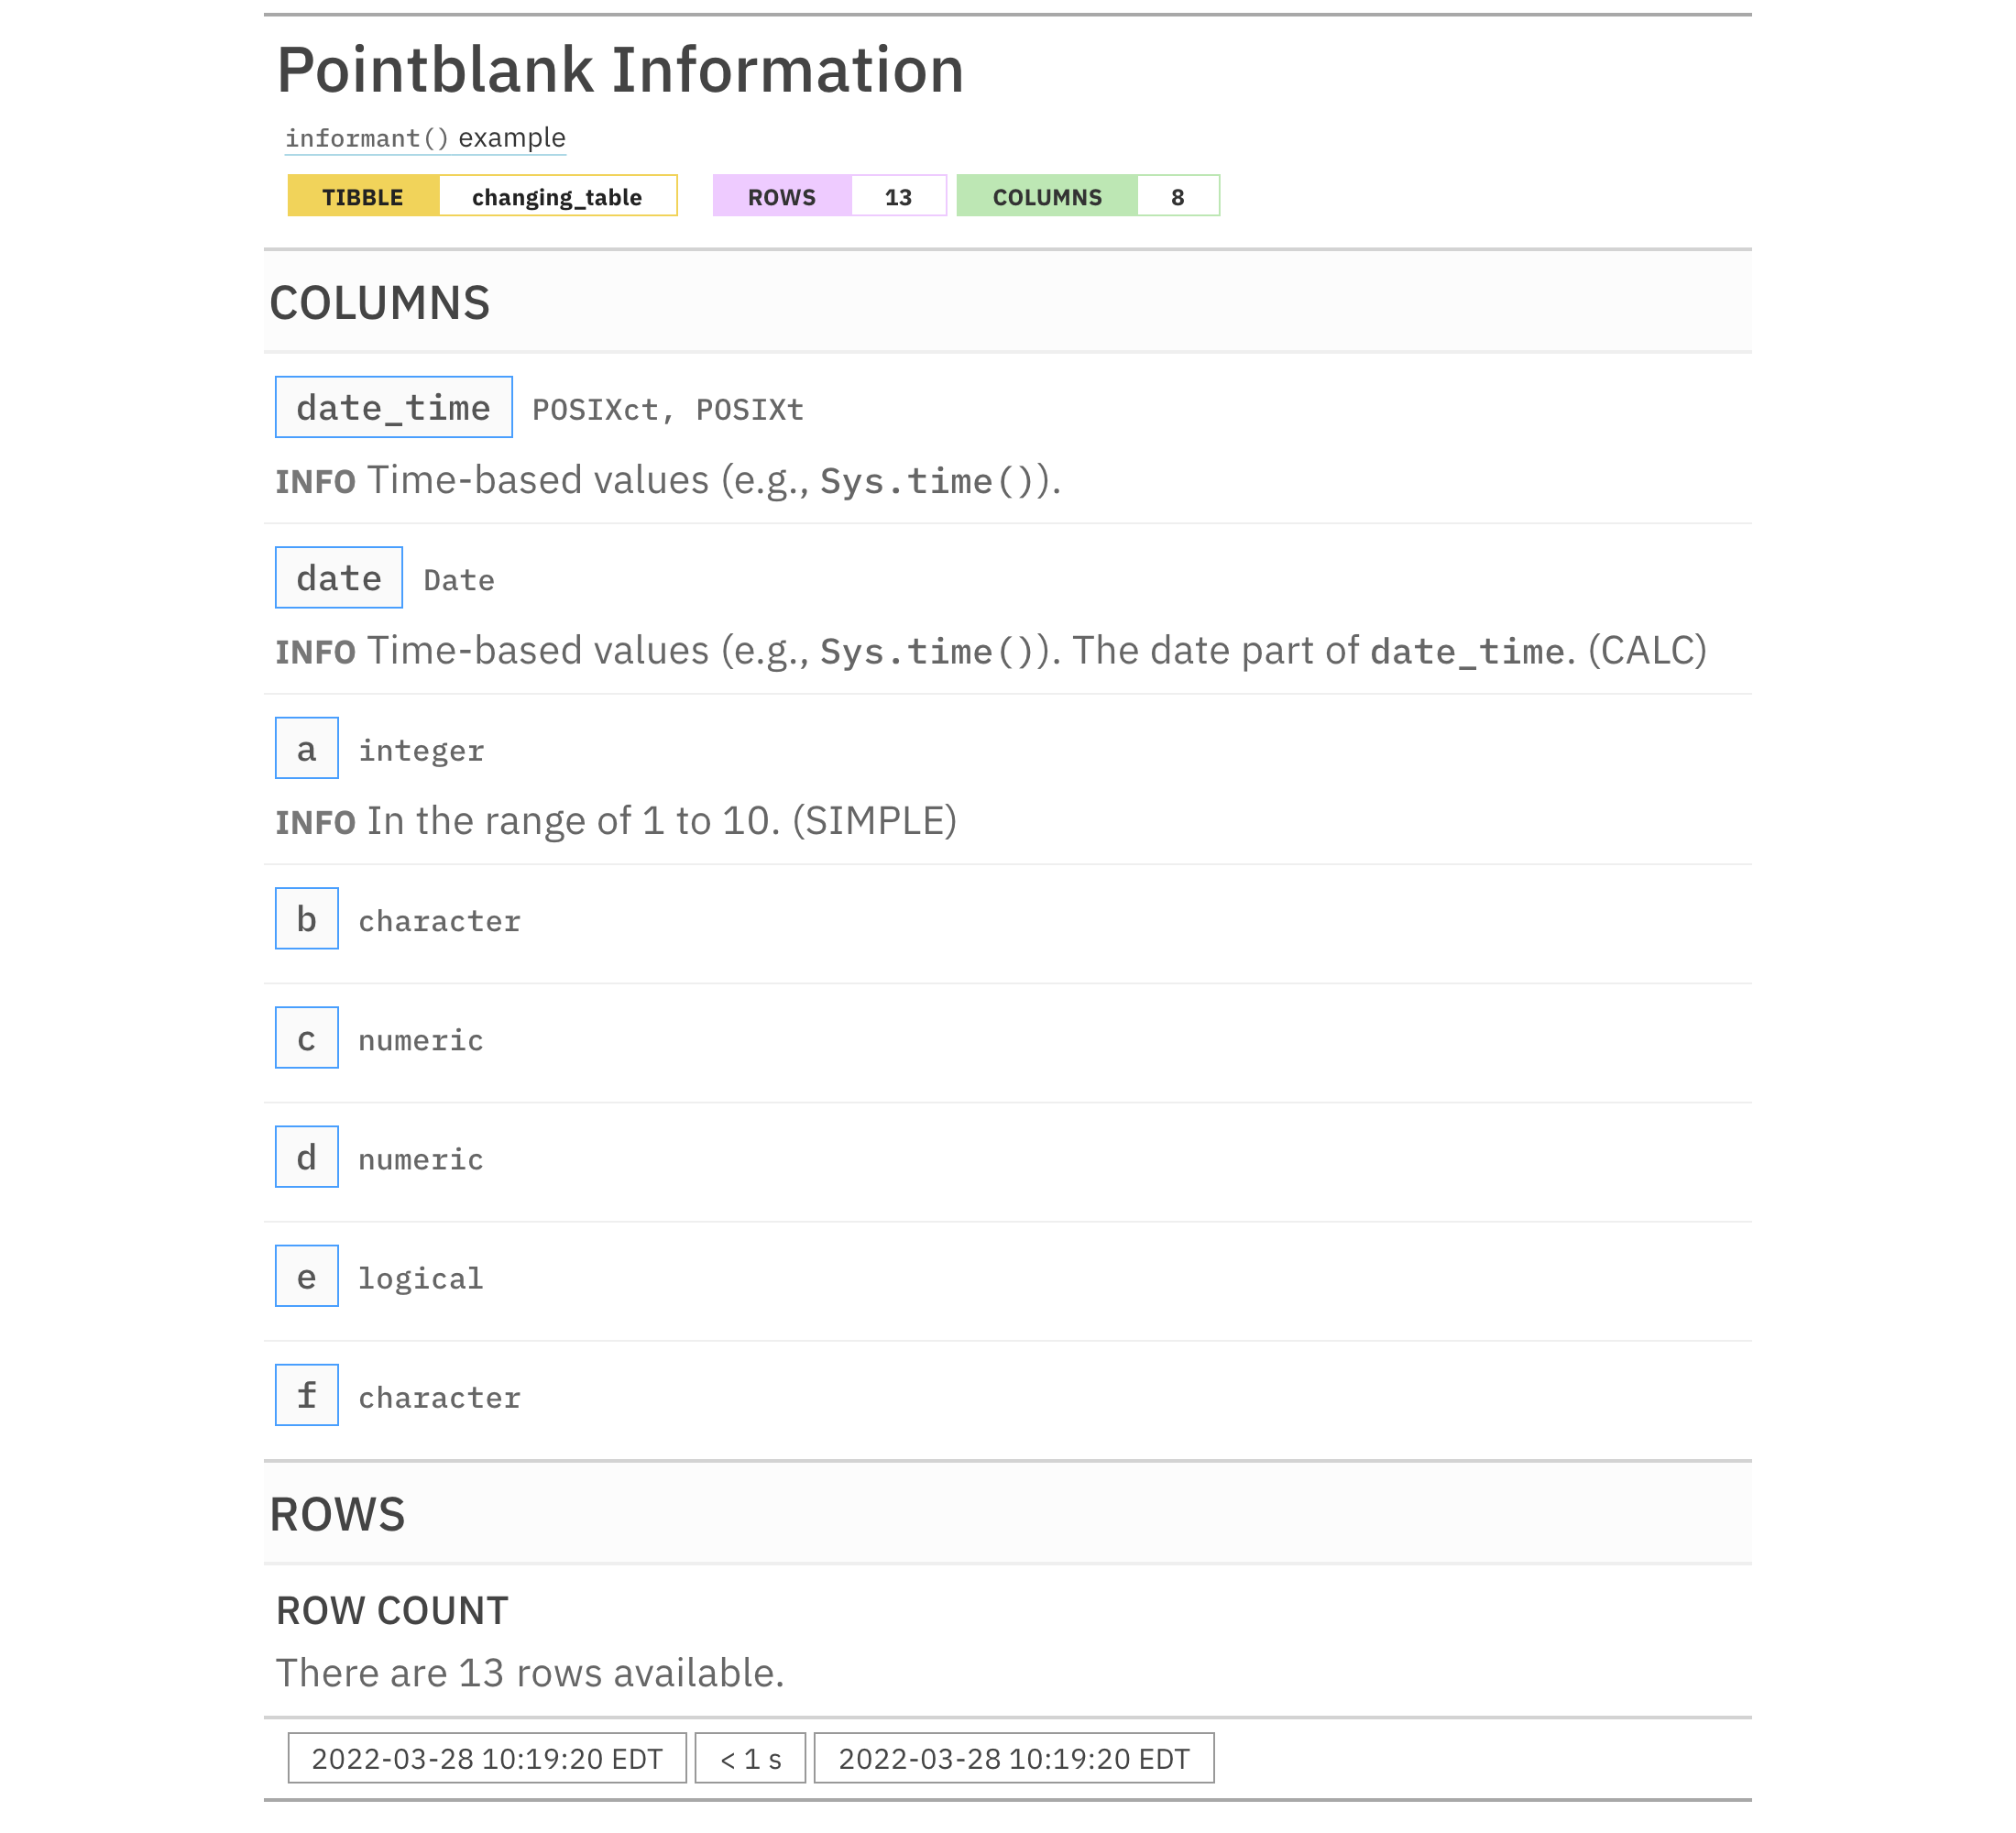 Pointblank Information
informant() example
TIBBLE changing_table ROWS 13 COLUMNS 8
COLUMNS
date_time POSIXct, POSIXt
INFO Time-based values (e.g., Sys.time()).
date Date
INFO Time-based values (e.g., Sys.time()). The date part of date_time. (CALC)
a integer
INFO In the range of 1 to 10. (SIMPLE)
b character
c numeric
d numeric
e logical
f character
ROWS
ROW COUNT
There are 13 rows available.
2022-03-28 10:19:20 EDT < 1 s 2022-03-28 10:19:20 EDT